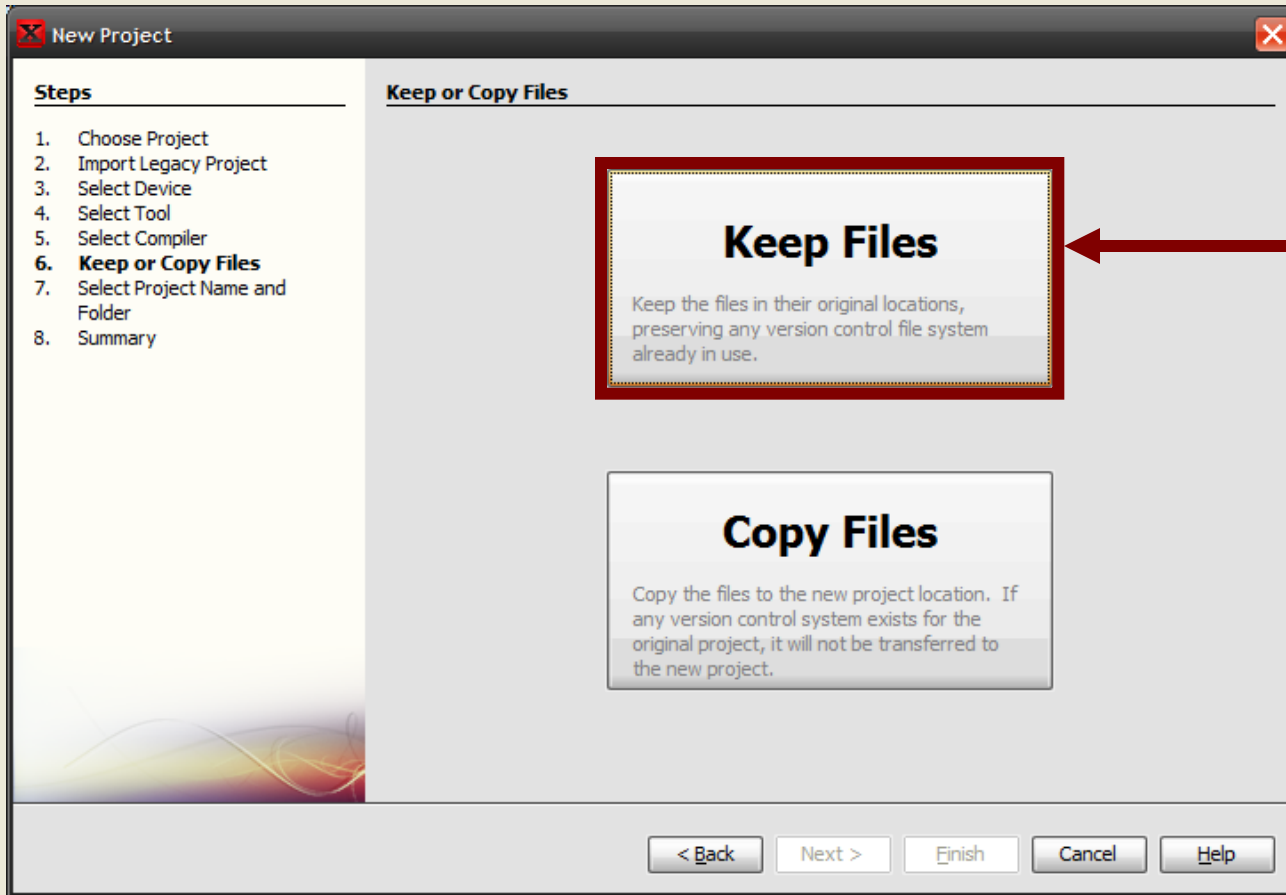 New Project
Steps
1. Choose Project
2. Import Legacy Project
3. Select Device
4. Select Tool
5. Select Compiler
6. Keep or Copy Files
7. Select Project Name and
Folder
8. Summary
Keep or Copy Files
Keep Files
Keep the files in their original locations,
preserving any version control file system
already in use.
Copy Files
Copy the files to the new project location. If
any version control system exists for the
original project, it will not be transferred to
the new project.
< Back
Next >
Finish
Cancel
Help